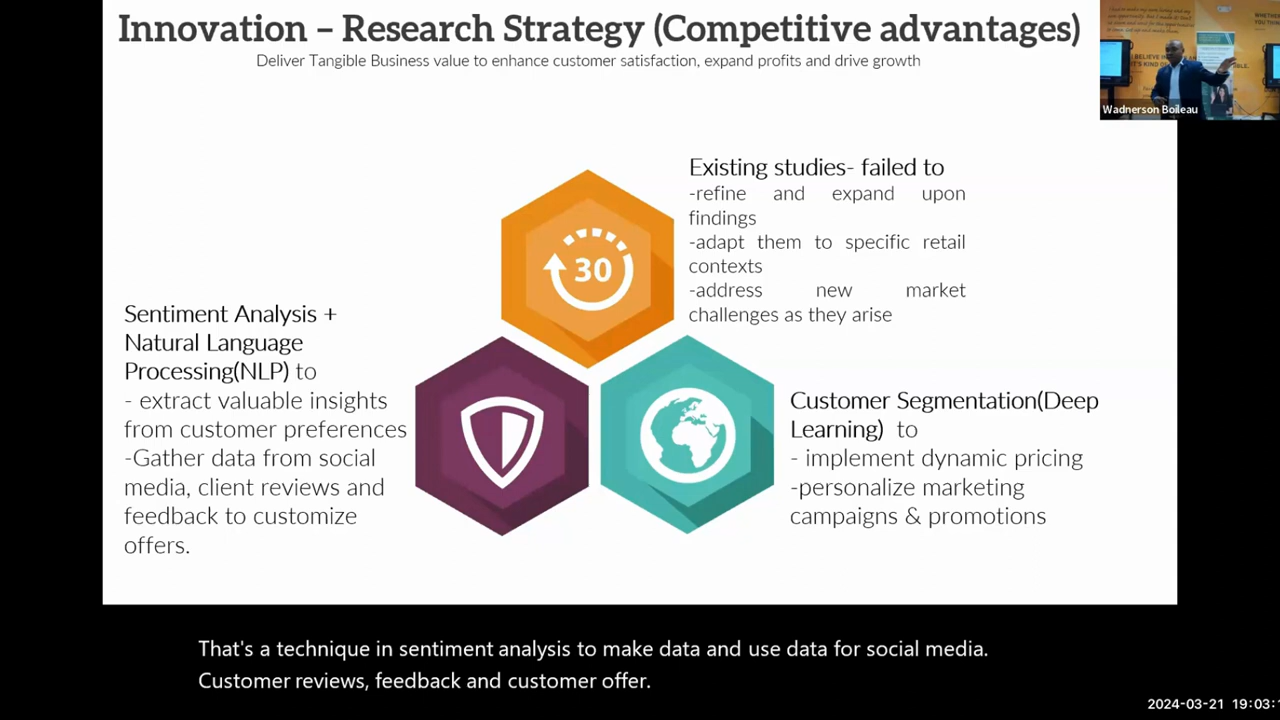 Innovation – Research Strategy (Competitive advantages)
Deliver Tangible Business value to enhance customer satisfaction, expand profits and drive growth
Wadnerson Boileau
Existing studies- failed to
-refine and expand upon
findings
-adapt them to specific retail
contexts
-address new market
challenges as they arise
30
Sentiment Analysis +
Natural Language
Processing(NLP) to
- extract valuable insights
from customer preferences
-Gather data from social
media, client reviews and
feedback to customize
offers.
Customer Segmentation(Deep
Learning) to
- implement dynamic pricing
-personalize marketing
campaigns & promotions
That's a technique in sentiment analysis to make data and use data for social media.
Customer reviews, feedback and customer offer.
2024-03-21 19:03: